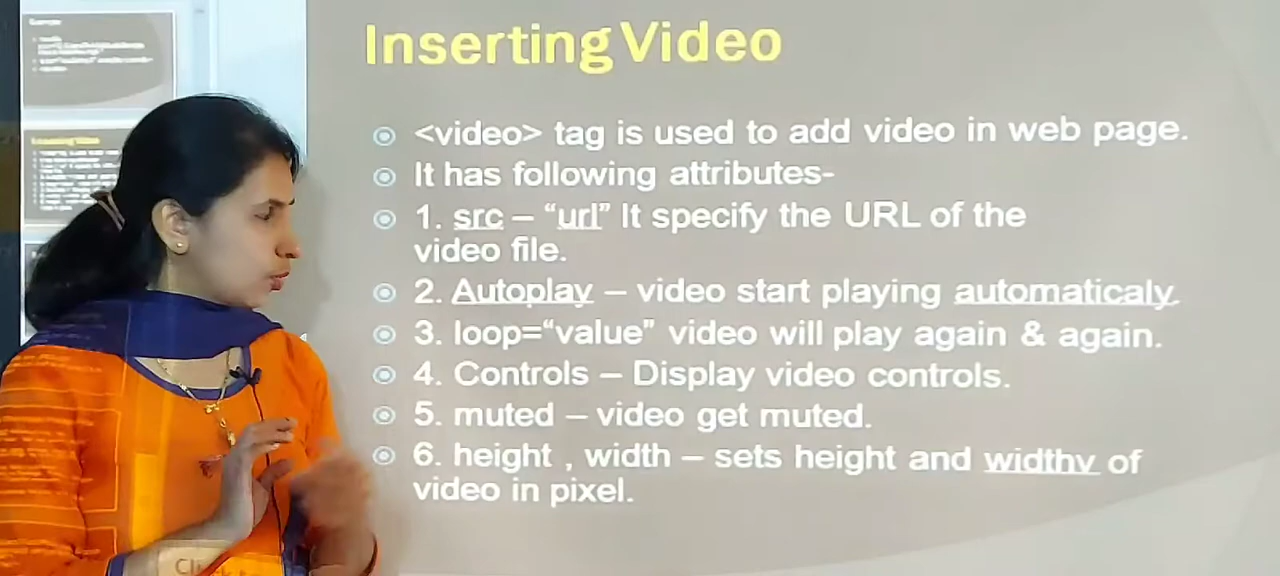 Inserting Video
<video> tag is used to add video in web page.
It has following attributes-
1. src – “url” It specify the URL of the
video file.
2. Autoplay – video start playing automaticaly.
3. loop=“value” video will play again & again.
4. Controls – Display video controls.
5. muted – video get muted.
6. height , width – sets height and widthv of
video in pixel.
Inserting Video
Click